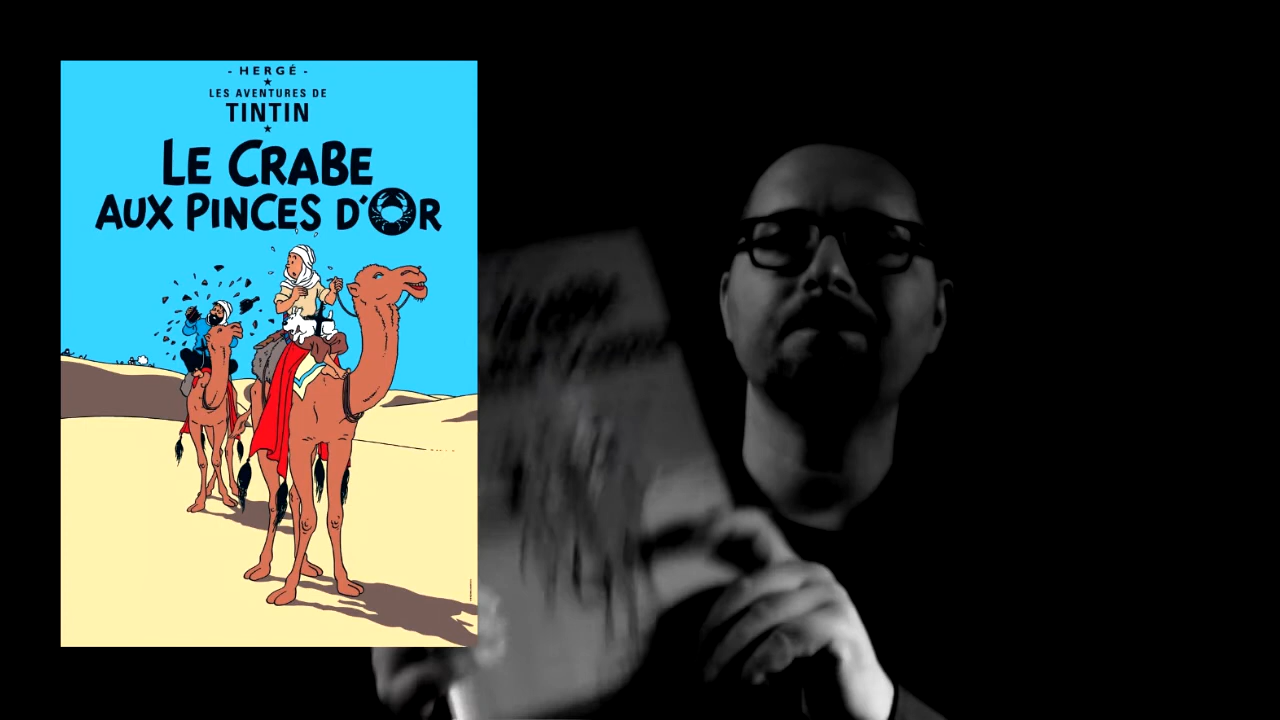 - HERGÉ -
LES AVENTURES DE
TINTIN
LE CRABE
AUX PINCES D'OR